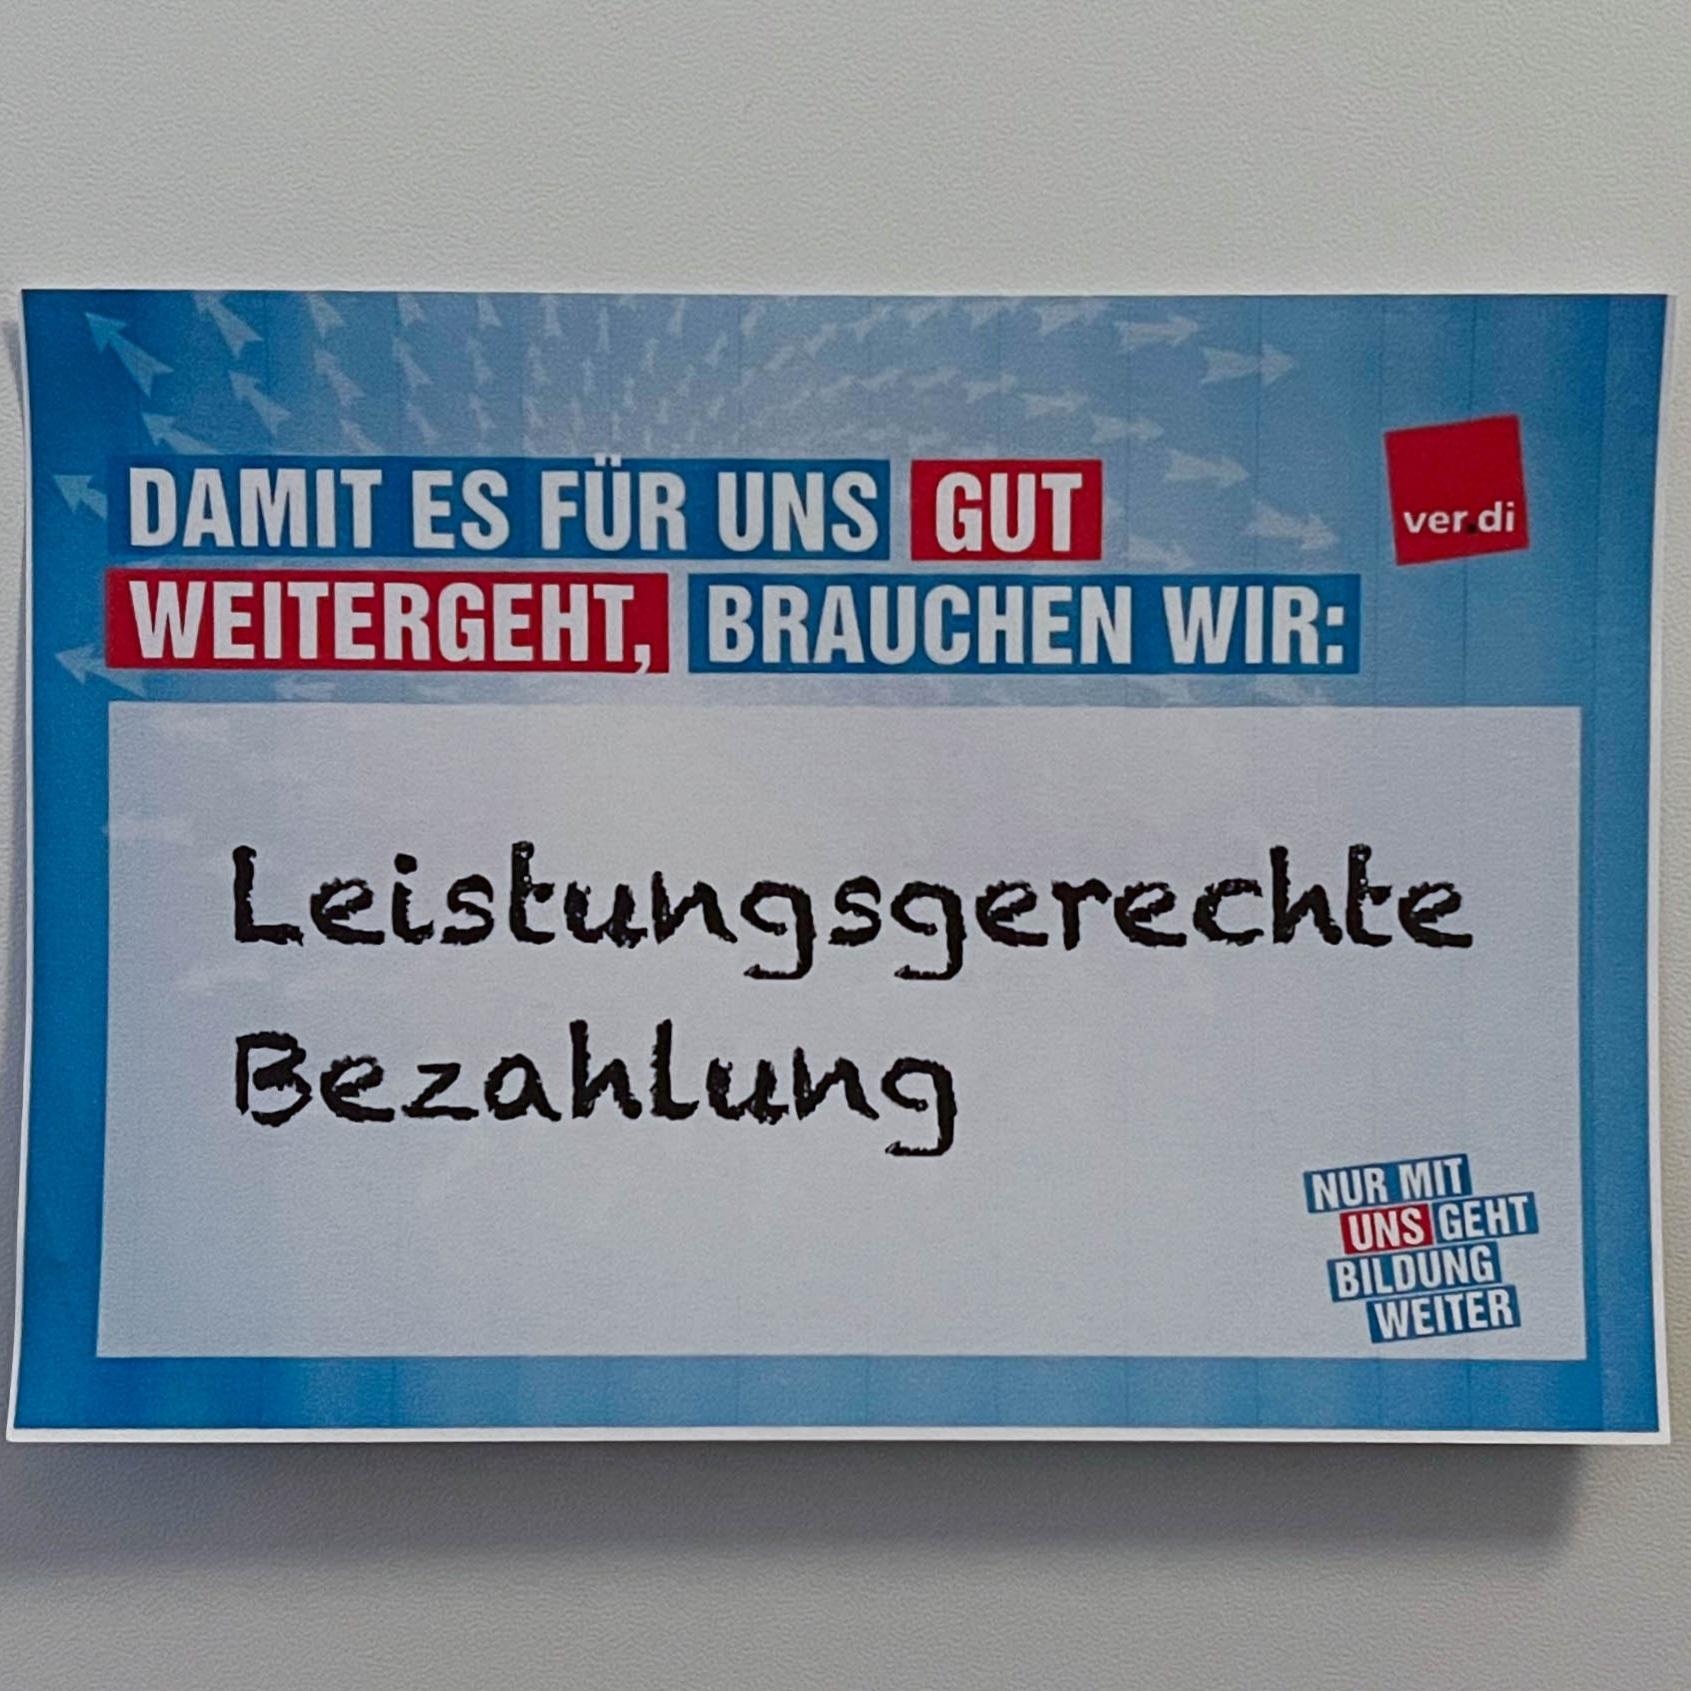 DAMIT ES FÜR UNS GUT
WEITERGEHT, BRAUCHEN WIR:
ver.di
Leistungsgerechte
Bezahlung
NUR MIT
UNS GEHT
BILDUNG
WEITER